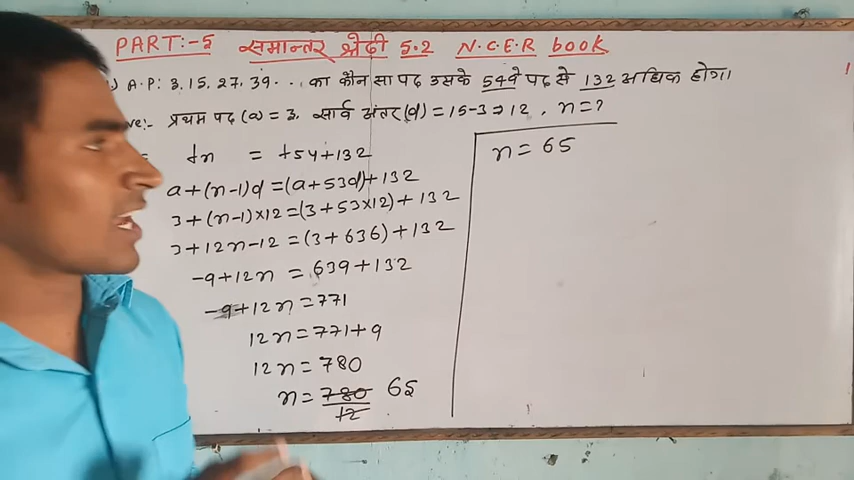 PART:-5 समान्तर श्रेढ़ी 5.2 N.C.E.R book
) A.P: 3, 15, 27, 39 . . . का कौन सा पद उसके 54वे पद से 132 अधिक होगा।
ve:- प्रथम पद (a) = 3, सार्व अंतर (d) = 15-3 = 12, n = ?
= tn = t54+132
a+(n-1)d = (a+53d)+132
3+(n-1)×12 = (3+53×12)+132
3+12n-12 = (3+636)+132
-9+12n = 639+132
-9+12n = 771
12n = 771+9
12n = 780
n = 780/12 65
n = 65